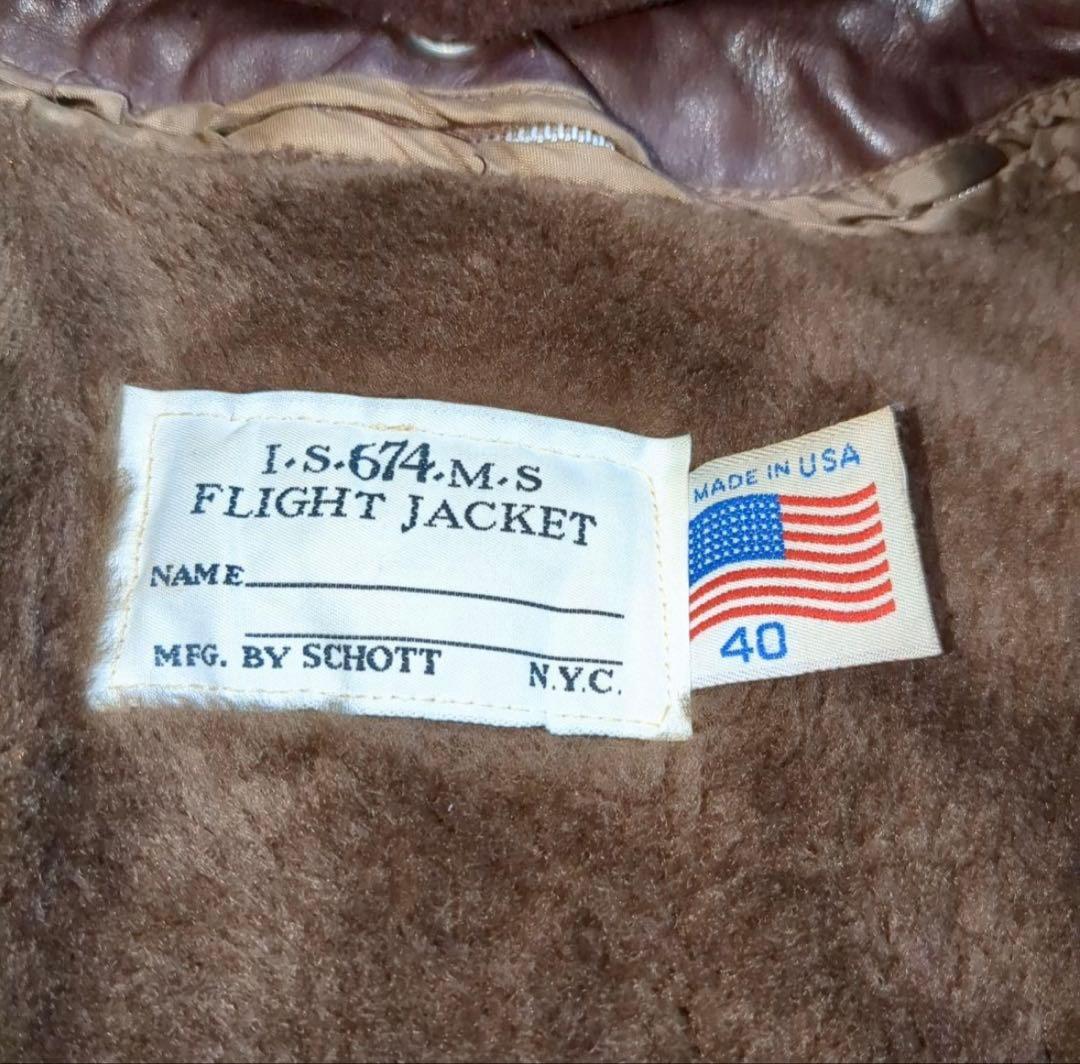 I.S.674.M.S
FLIGHT JACKET
NAME
MFG. BY SCHOTT N.Y.C.
MADE IN USA
40